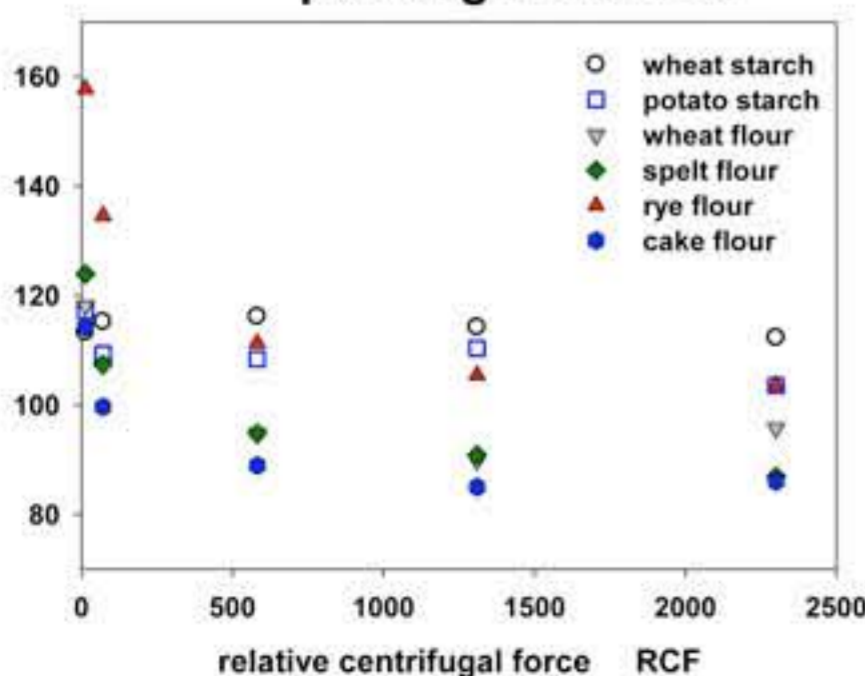 160
140
120
100
80
wheat starch
potato starch
wheat flour
spelt flour
rye flour
cake flour
0 500 1000 1500 2000 2500
relative centrifugal force RCF